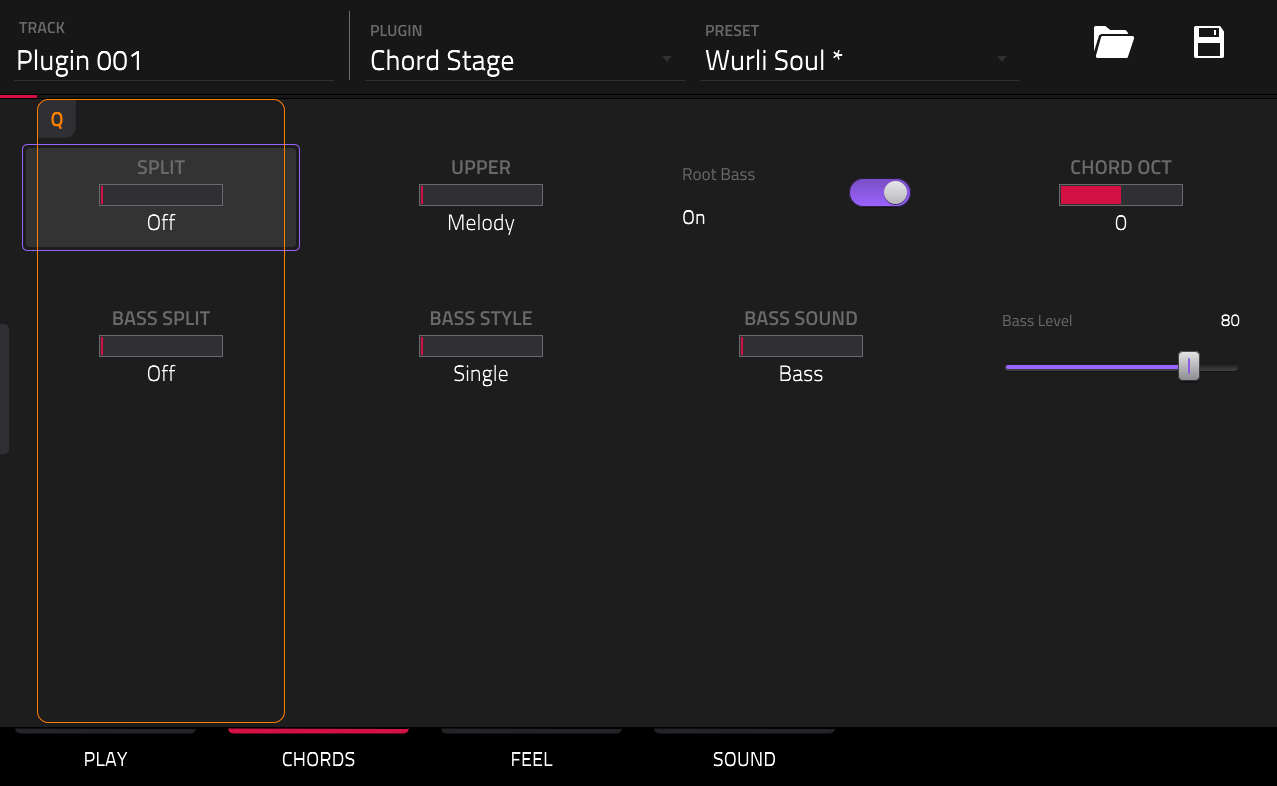 TRACK
Plugin 001
PLUGIN
Chord Stage
PRESET
Wurli Soul *
Q
SPLIT
Off
UPPER
Melody
Root Bass
On
CHORD OCT
0
BASS SPLIT
Off
BASS STYLE
Single
BASS SOUND
Bass
Bass Level
80
PLAY
CHORDS
FEEL
SOUND